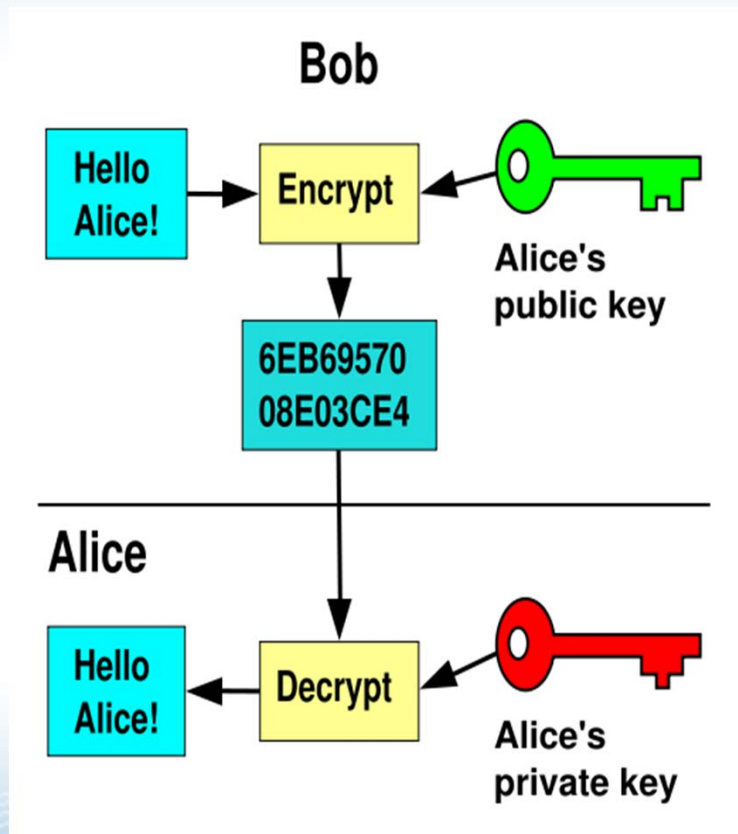 Bob
Hello
Alice!
Encrypt
Alice's
public key
6EB69570
08E03CE4
Alice
Hello
Alice!
Decrypt
Alice's
private key